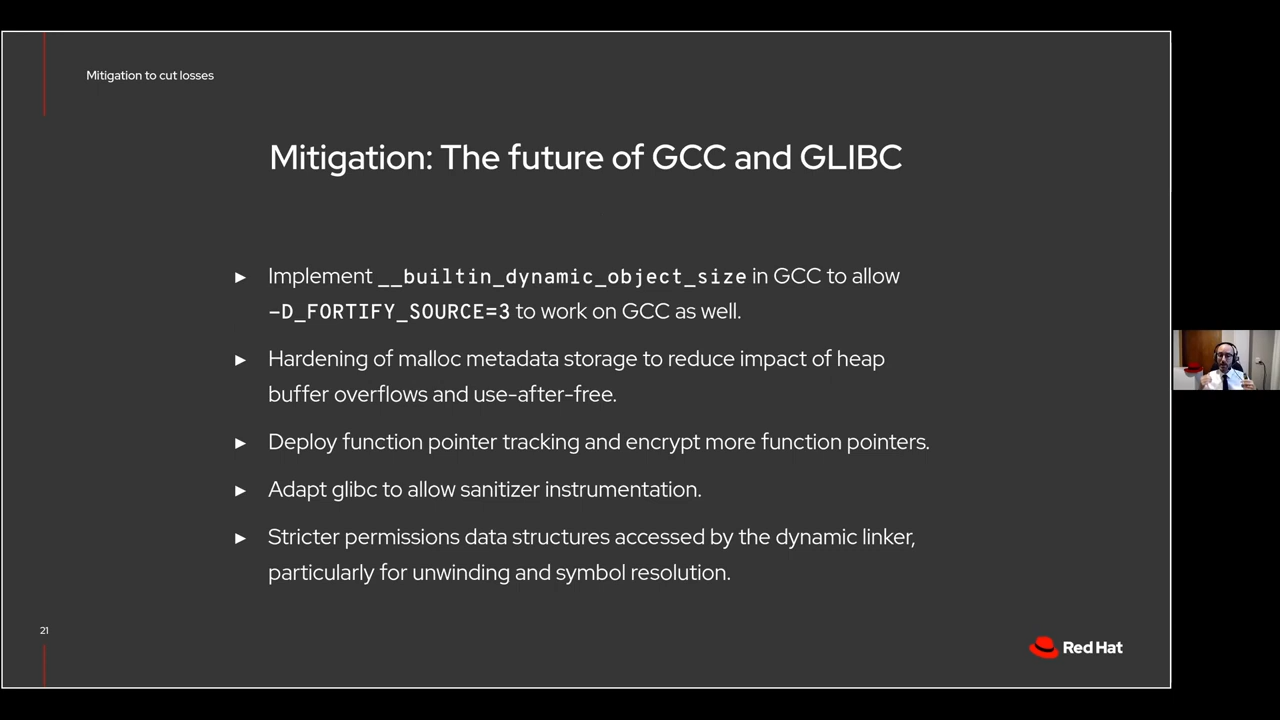 Mitigation to cut losses
Mitigation: The future of GCC and GLIBC
► Implement __builtin_dynamic_object_size in GCC to allow
-D_FORTIFY_SOURCE=3 to work on GCC as well.
► Hardening of malloc metadata storage to reduce impact of heap
buffer overflows and use-after-free.
► Deploy function pointer tracking and encrypt more function pointers.
► Adapt glibc to allow sanitizer instrumentation.
► Stricter permissions data structures accessed by the dynamic linker,
particularly for unwinding and symbol resolution.
21
Red Hat